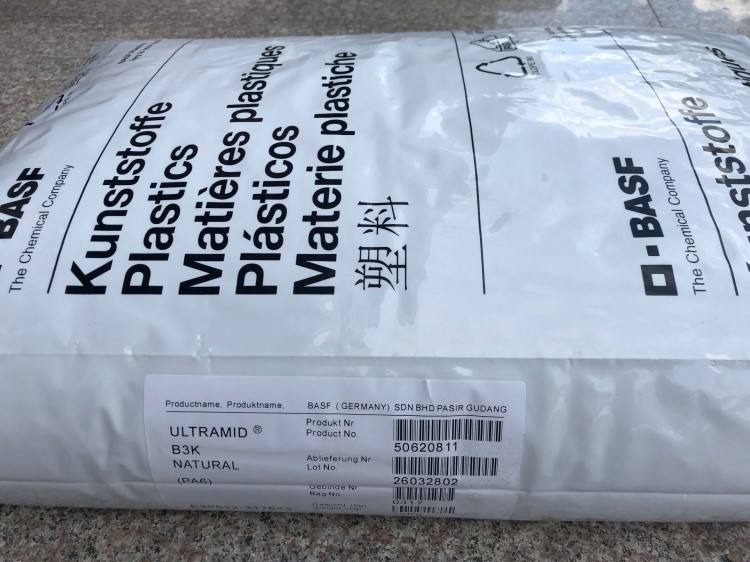 BASF
The Chemical Company
Kunststoffe
Plastics
Matières plastiques
Plásticos
Materie plastiche
塑料
BASF
The Chemical Company
Productname, Produktname,
BASF (GERMANY) SDN BHD PASIR GUDANG
ULTRAMID ®
B3K
NATURAL
(PA6)
Produkt Nr
Product No.
50620811
Ablieferung Nr
Lot No.
26032802
Gebinde Nr
Bag No
0317